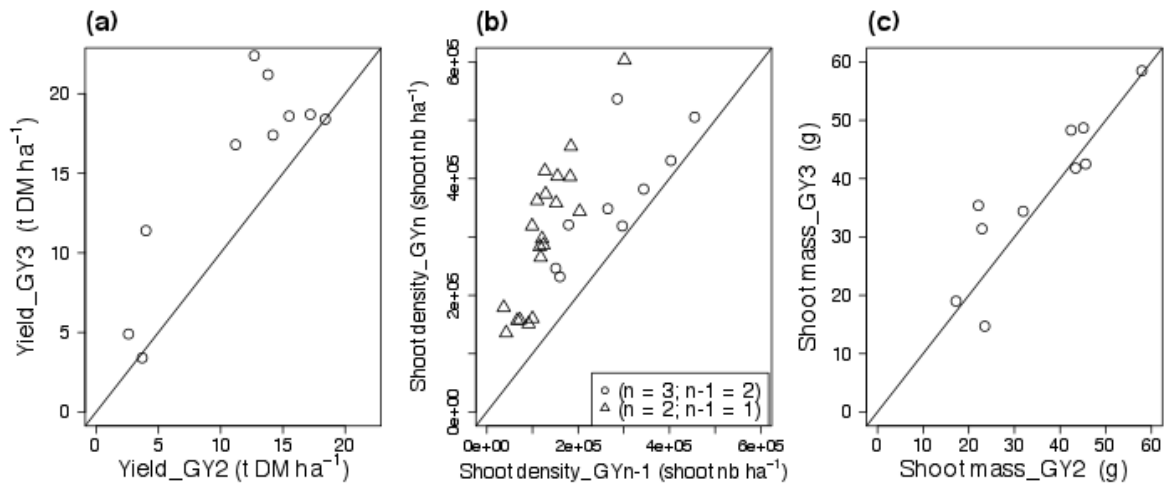 (a)
Yield_GY3 (t DM ha⁻¹)
20
15
10
5
0
0 5 10 15 20
Yield_GY2 (t DM ha⁻¹)
(b)
Shoot density_GYn (shoot nb ha⁻¹)
6e+05
4e+05
2e+05
0e+00
(n = 3; n-1 = 2)
(n = 2; n-1 = 1)
0e+00 2e+05 4e+05 6e+05
Shoot density_GYn-1 (shoot nb ha⁻¹)
(c)
Shoot mass_GY3 (g)
60
50
40
30
20
10
0
0 10 20 30 40 50 60
Shoot mass_GY2 (g)